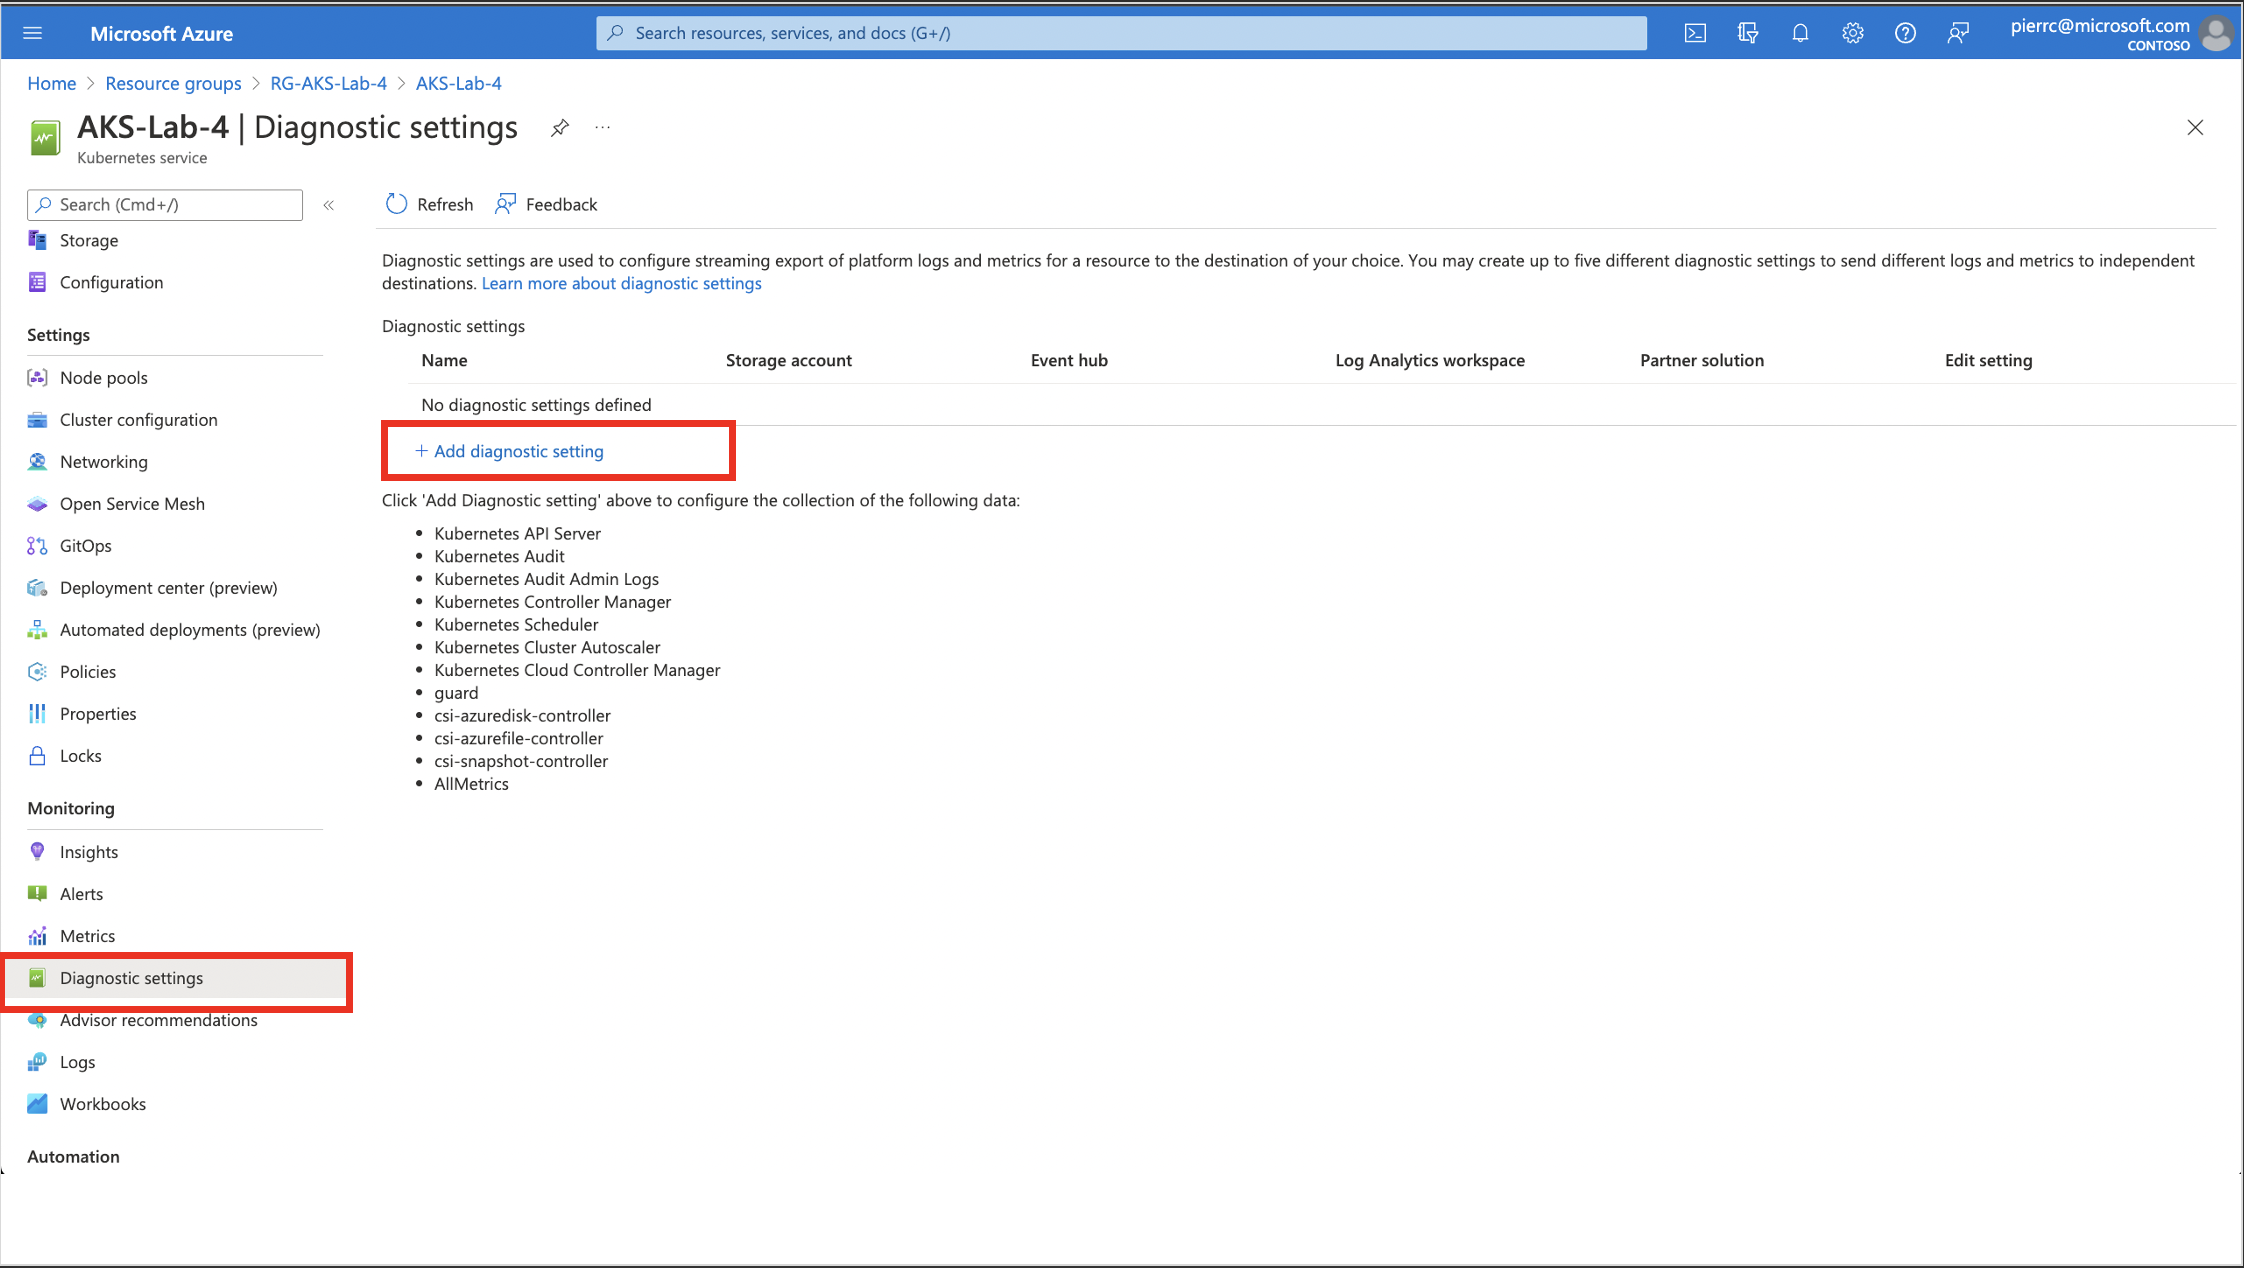 Microsoft Azure
Search resources, services, and docs (G+/)
pierrc@microsoft.com
CONTOSO
Home > Resource groups > RG-AKS-Lab-4 > AKS-Lab-4
AKS-Lab-4 | Diagnostic settings
...
Kubernetes service
Search (Cmd+/)
«
Storage
Configuration
Settings
Node pools
Cluster configuration
Networking
Open Service Mesh
GitOps
Deployment center (preview)
Automated deployments (preview)
Policies
Properties
Locks
Monitoring
Insights
Alerts
Metrics
Diagnostic settings
Advisor recommendations
Logs
Workbooks
Automation
Refresh Feedback
Diagnostic settings are used to configure streaming export of platform logs and metrics for a resource to the destination of your choice. You may create up to five different diagnostic settings to send different logs and metrics to independent
destinations. Learn more about diagnostic settings
Diagnostic settings
Name Storage account Event hub Log Analytics workspace Partner solution Edit setting
No diagnostic settings defined
+ Add diagnostic setting
Click 'Add Diagnostic setting' above to configure the collection of the following data:
• Kubernetes API Server
• Kubernetes Audit
• Kubernetes Audit Admin Logs
• Kubernetes Controller Manager
• Kubernetes Scheduler
• Kubernetes Cluster Autoscaler
• Kubernetes Cloud Controller Manager
• guard
• csi-azuredisk-controller
• csi-azurefile-controller
• csi-snapshot-controller
• AllMetrics